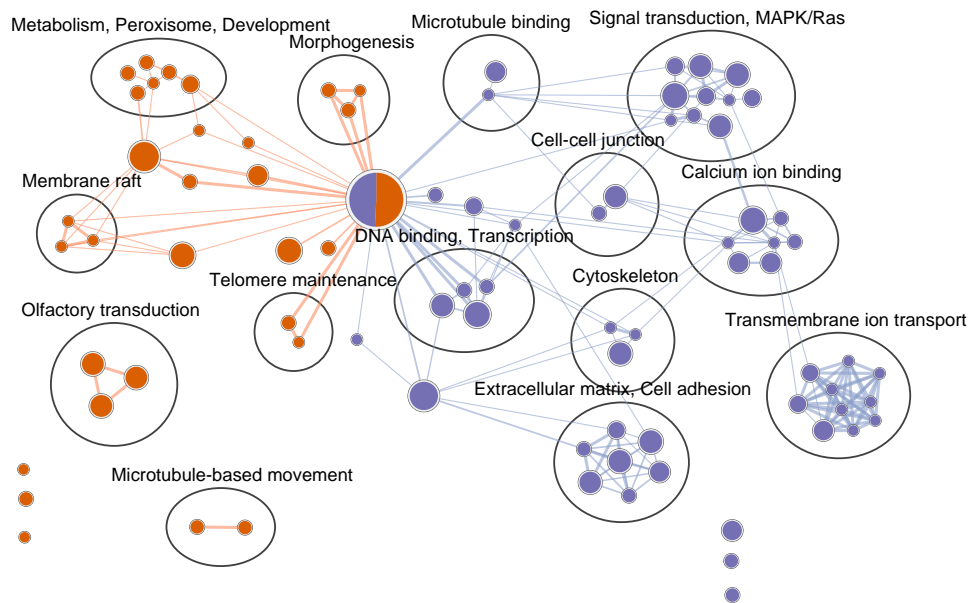 Metabolism, Peroxisome, Development
Morphogenesis
Microtubule binding
Signal transduction, MAPK/Ras
Cell-cell junction
Membrane raft
Calcium ion binding
DNA binding, Transcription
Telomere maintenance
Cytoskeleton
Olfactory transduction
Transmembrane ion transport
Extracellular matrix, Cell adhesion
Microtubule-based movement